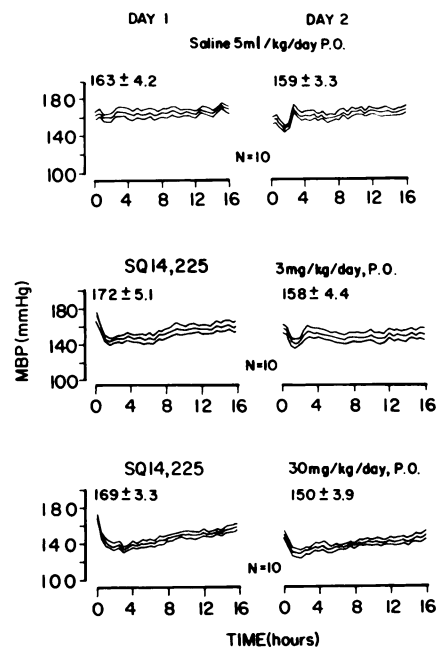 DAY 1 DAY 2
Saline 5ml/kg/day P.O.
163 ± 4.2 159 ± 3.3
180
140
100
N=10
0 4 8 12 16 0 4 8 12 16
SQ14,225 3mg/kg/day, P.O.
172 ± 5.1 158 ± 4.4
180
140
100
N=10
0 4 8 12 16 0 4 8 12 16
MBP (mmHg)
SQ14,225 30mg/kg/day, P.O.
169 ± 3.3 150 ± 3.9
180
140
100
N=10
0 4 8 12 16 0 4 8 12 16
TIME(hours)